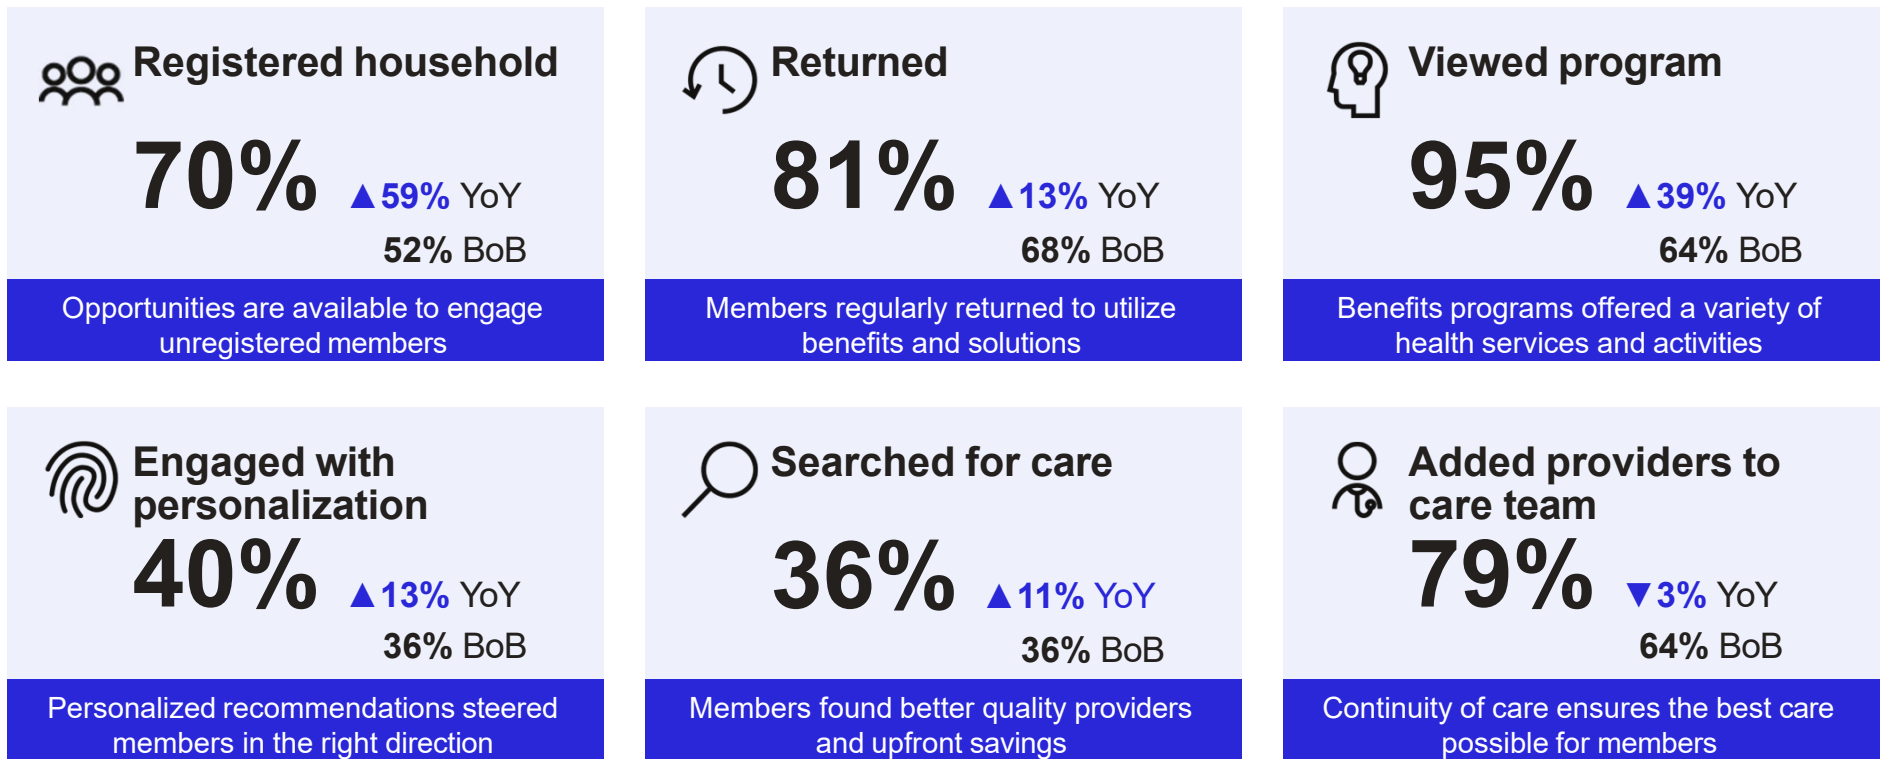 Registered household
70% ▲59% YoY
52% BoB
Opportunities are available to engage
unregistered members
Returned
81% ▲13% YoY
68% BoB
Members regularly returned to utilize
benefits and solutions
Viewed program
95% ▲39% YoY
64% BoB
Benefits programs offered a variety of
health services and activities
Engaged with
personalization
40% ▲13% YoY
36% BoB
Personalized recommendations steered
members in the right direction
Searched for care
36% ▲11% YoY
36% BoB
Members found better quality providers
and upfront savings
Added providers to
care team
79% ▼3% YoY
64% BoB
Continuity of care ensures the best care
possible for members